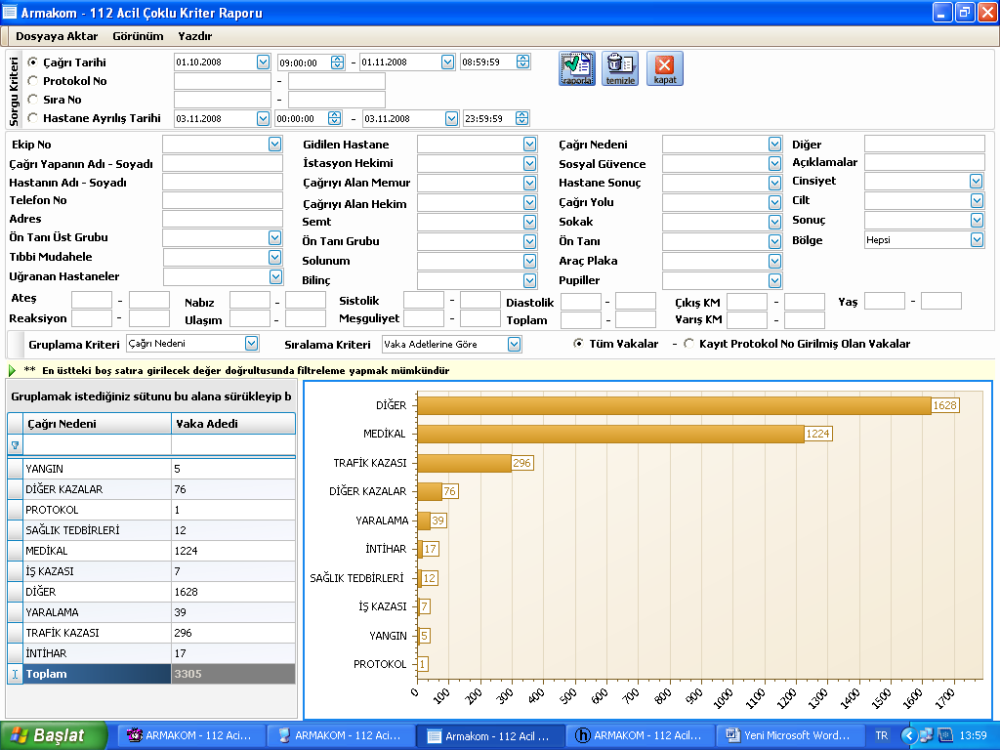 Armakom - 112 Acil Çoklu Kriter Raporu
Dosyaya Aktar Görünüm Yazdır
Sorgu Kriteri
Çağrı Tarihi 01.10.2008 09:00:00 - 01.11.2008 08:59:59
Protokol No -
Sıra No -
Hastane Ayrılış Tarihi 03.11.2008 00:00:00 - 03.11.2008 23:59:59
raporla temizle kapat
Ekip No Gidilen Hastane Çağrı Nedeni Diğer
Çağrı Yapanın Adı - Soyadı İstasyon Hekimi Sosyal Güvence Açıklamalar
Hastanın Adı - Soyadı Çağrıyı Alan Memur Hastane Sonuç Cinsiyet
Telefon No Çağrıyı Alan Hekim Çağrı Yolu Cilt
Adres Semt Sokak Sonuç
Ön Tanı Üst Grubu Ön Tanı Grubu Ön Tanı Bölge Hepsi
Tıbbi Mudahele Solunum Araç Plaka
Uğranan Hastaneler Bilinç Pupiller
Ateş - Nabız - Sistolik - Diastolik - Çıkış KM - Yaş -
Reaksiyon - Ulaşım - Meşguliyet - Toplam - Varış KM -
Gruplama Kriteri Çağrı Nedeni Sıralama Kriteri Vaka Adetlerine Göre Tüm Vakalar - Kayıt Protokol No Girilmiş Olan Vakalar
** En üstteki boş satıra girilecek değer doğrultusunda filtreleme yapmak mümkündür
Gruplamak istediğiniz sütunu bu alana sürükleyip b
Çağrı Nedeni Vaka Adedi
YANGIN 5
DİĞER KAZALAR 76
PROTOKOL 1
SAĞLIK TEDBİRLERİ 12
MEDİKAL 1224
İŞ KAZASI 7
DİĞER 1628
YARALAMA 39
TRAFİK KAZASI 296
İNTİHAR 17
Toplam 3305
DİĞER 1628
MEDİKAL 1224
TRAFİK KAZASI 296
DİĞER KAZALAR 76
YARALAMA 39
İNTİHAR 17
SAĞLIK TEDBİRLERİ 12
İŞ KAZASI 7
YANGIN 5
PROTOKOL 1
0 100 200 300 400 500 600 700 800 900 1000 1100 1200 1300 1400 1500 1600 1700
Başlat ARMAKOM - 112 Aci... ARMAKOM - 112 Aci... Armakom - 112 Acil ... ARMAKOM - 112 Acil... Yeni Microsoft Word... TR 13:59